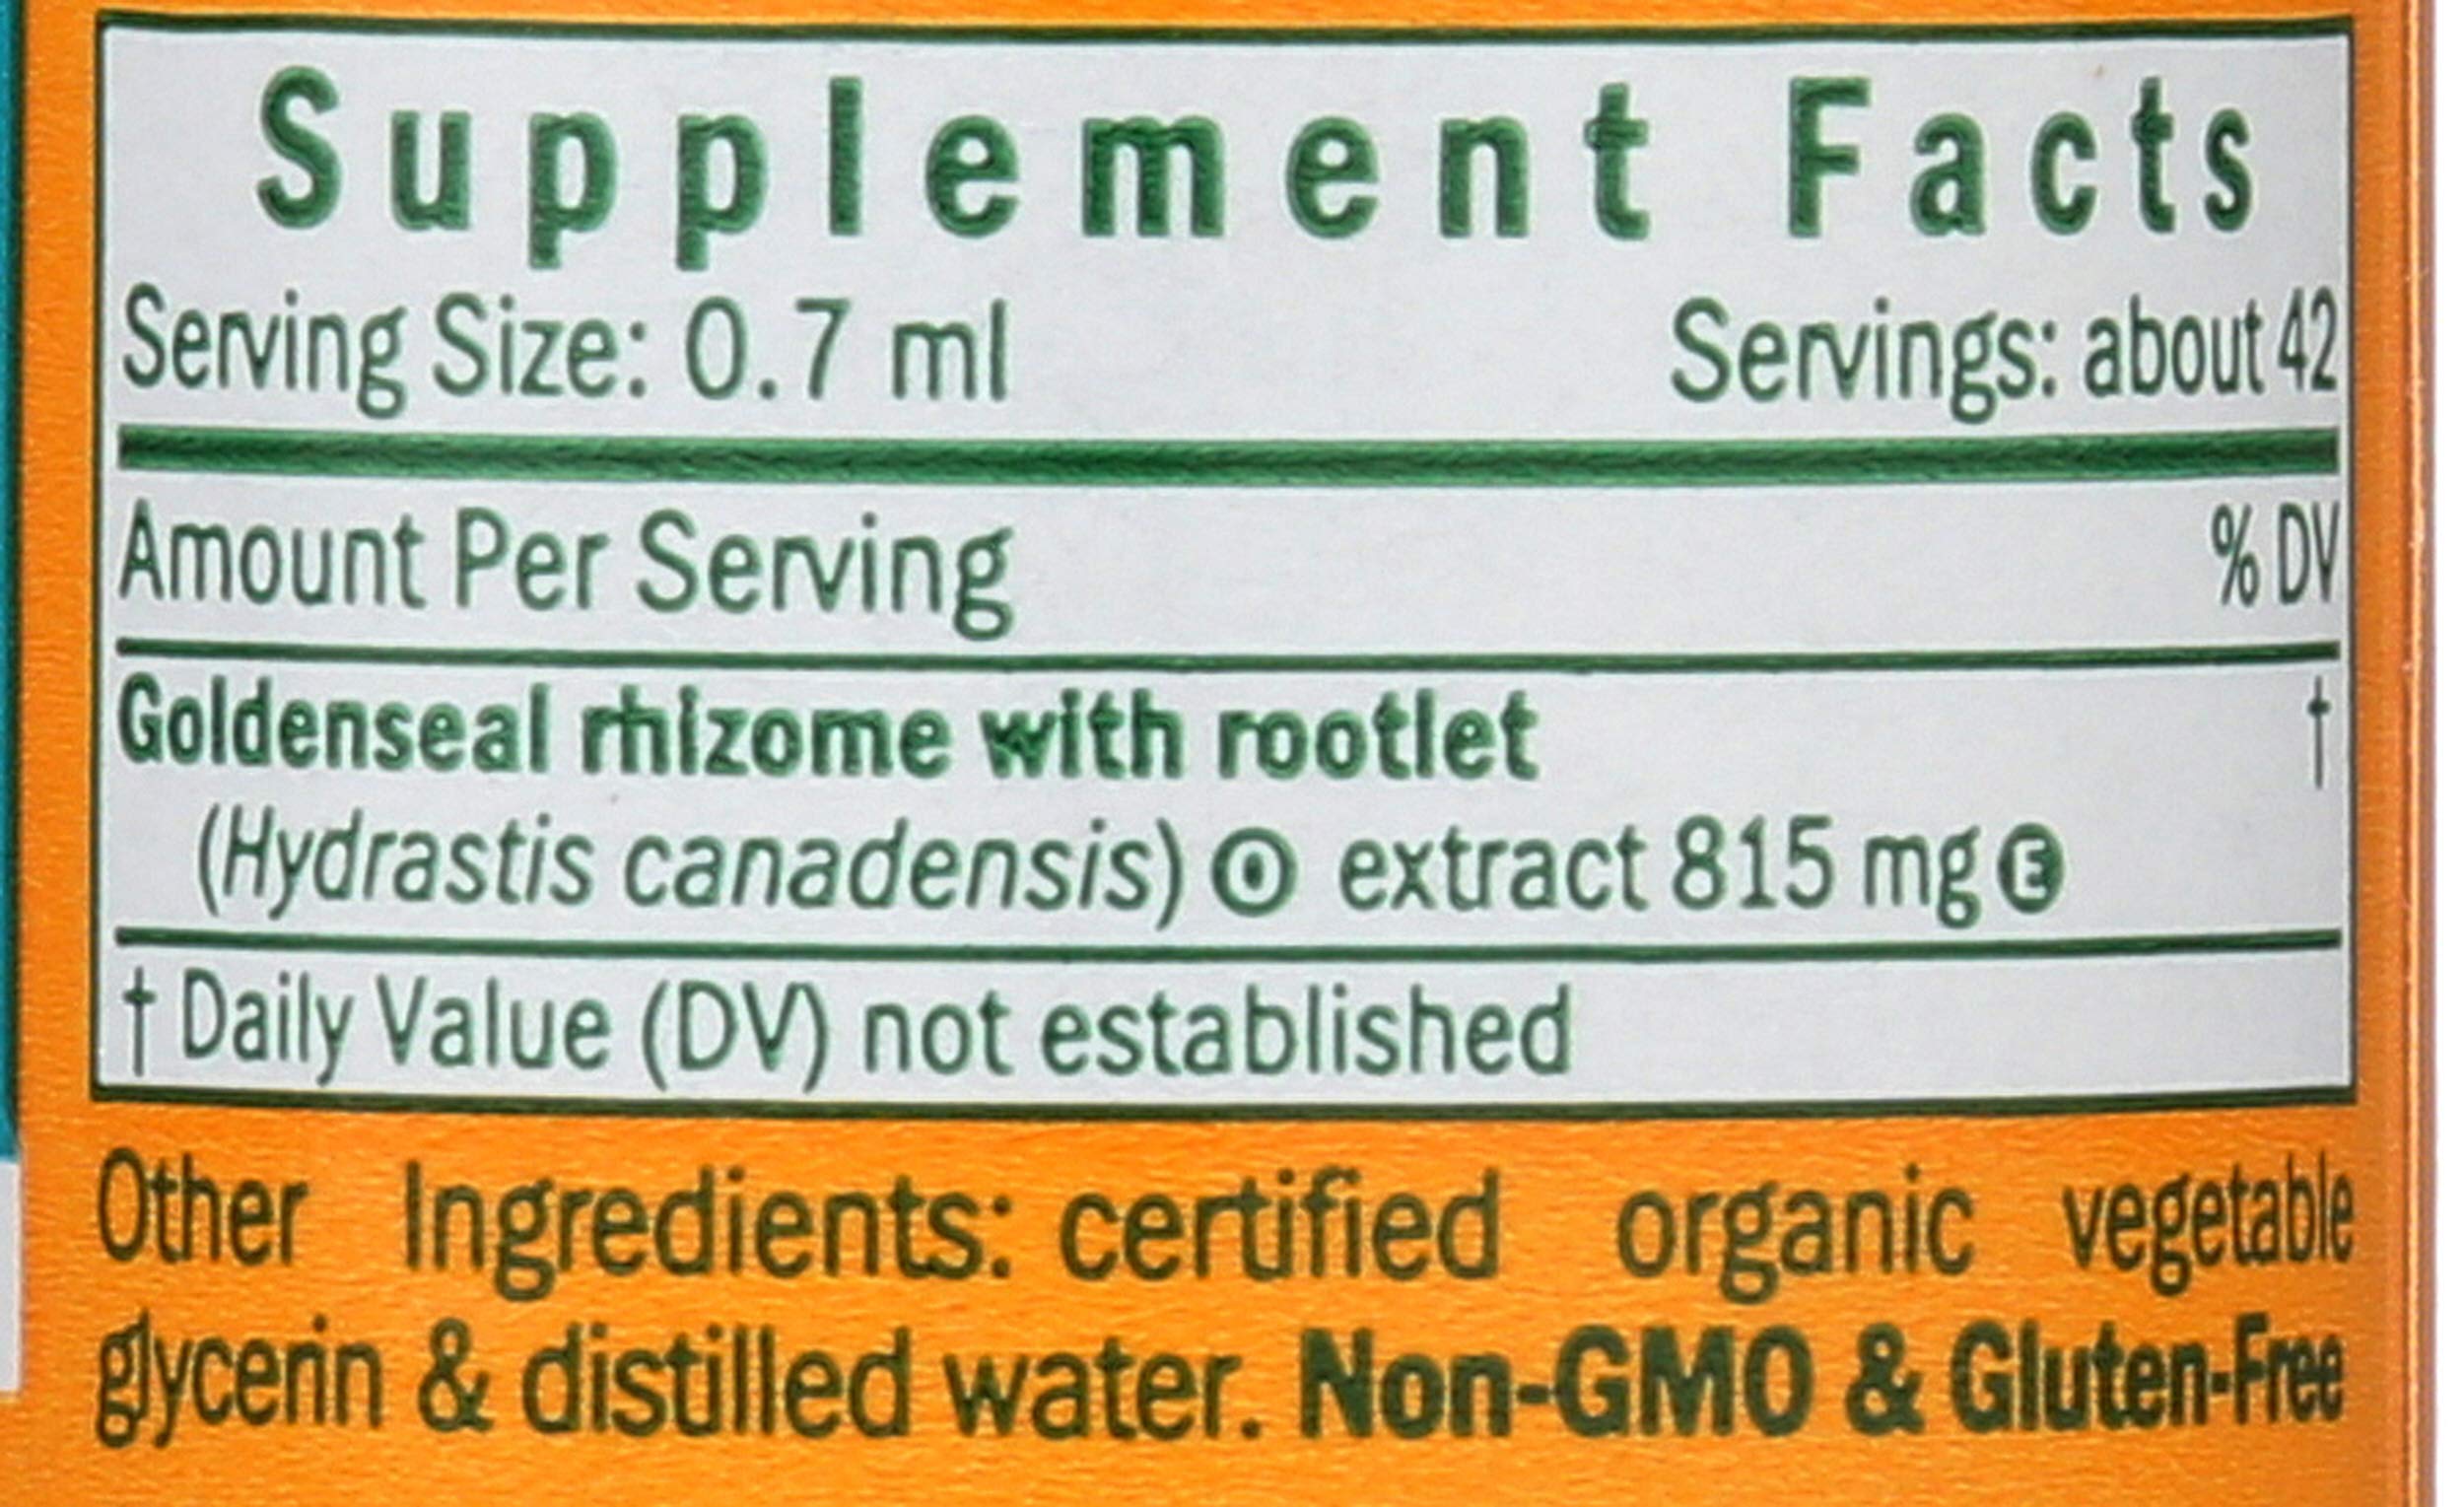 Supplement Facts
Serving Size: 0.7 ml Servings: about 42
Amount Per Serving % DV
Goldenseal rhizome with rootlet †
(Hydrastis canadensis) ⊙ extract 815 mg Ⓔ
† Daily Value (DV) not established
Other Ingredients: certified organic vegetable
glycerin & distilled water. Non-GMO & Gluten-Free